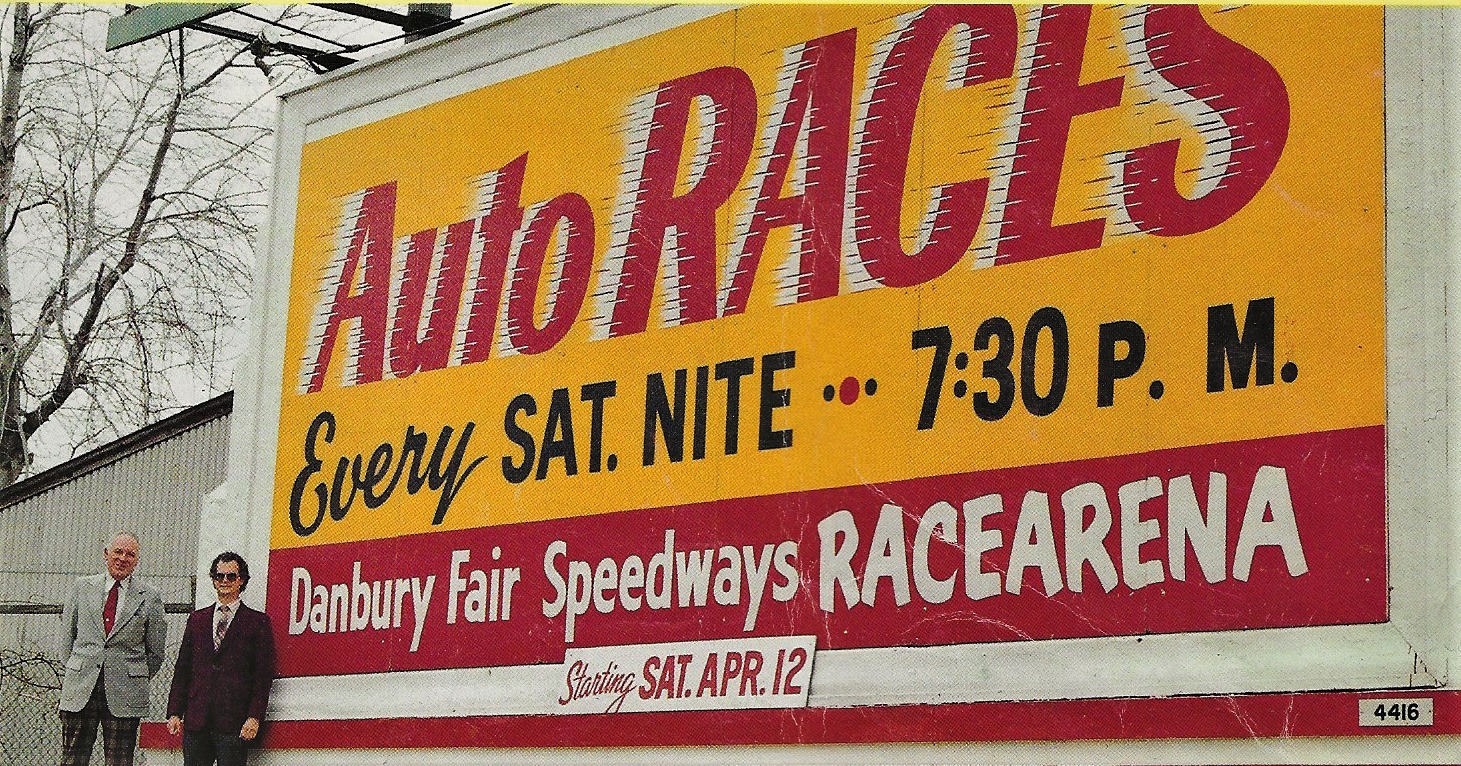 Auto RACES
Every SAT. NITE ••• 7:30 P. M.
Danbury Fair Speedways RACEARENA
Starting SAT. APR. 12
4416